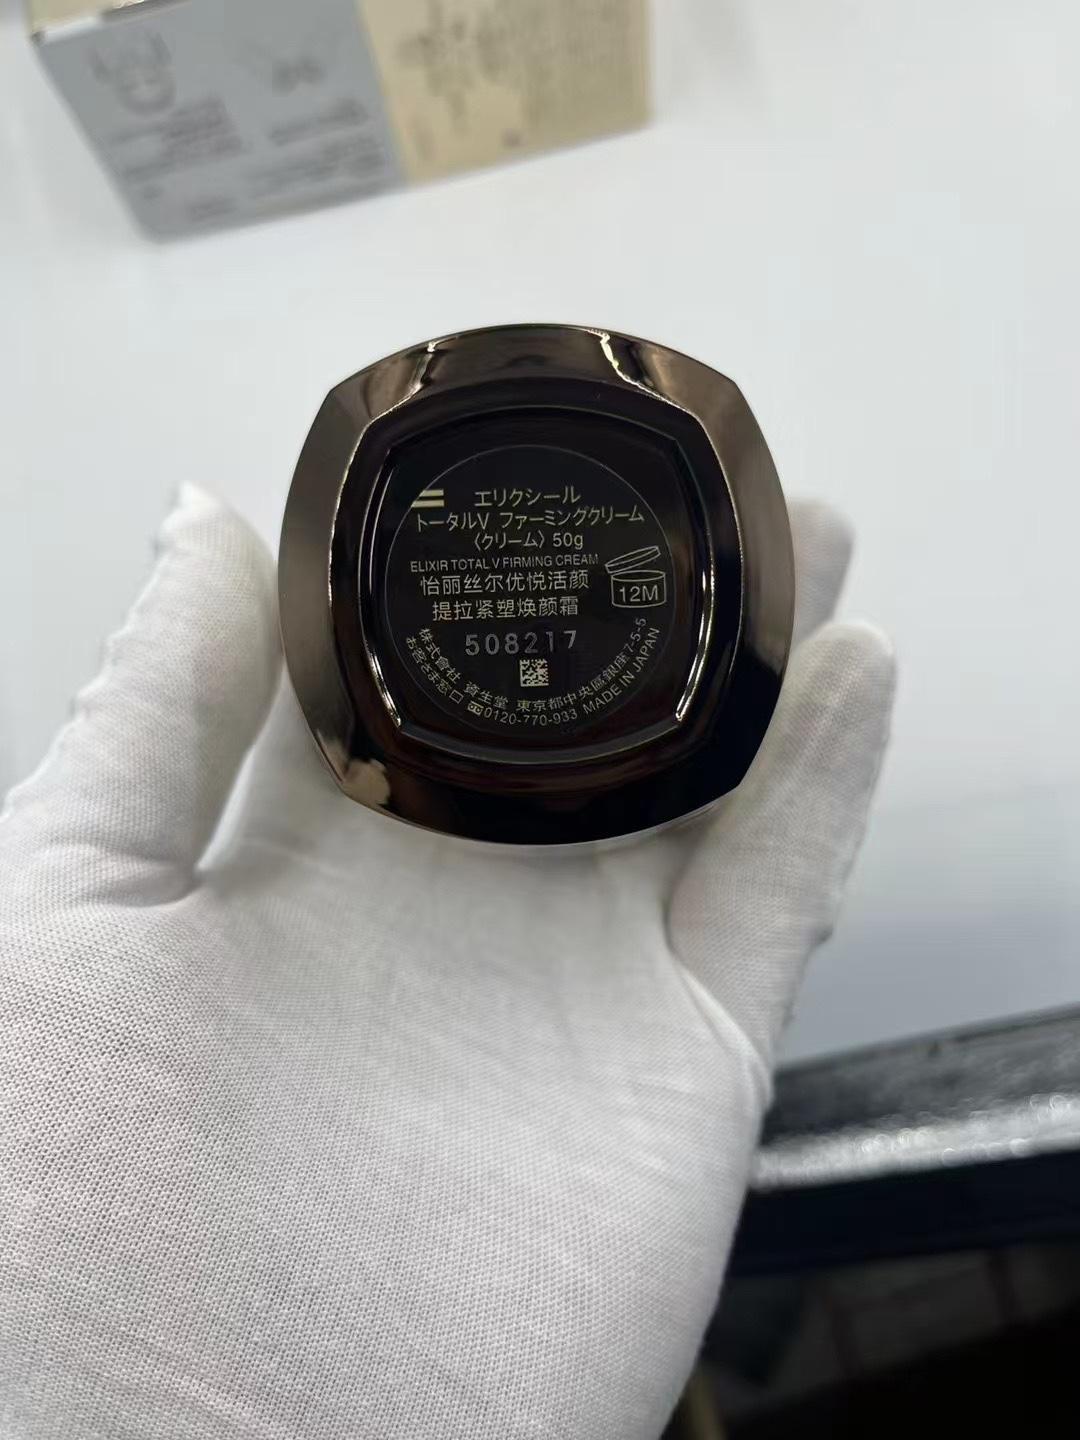 エリクシール
トータルV ファーミングクリーム
〈クリーム〉50g
ELIXIR TOTAL V FIRMING CREAM
怡丽丝尔优悦活颜
提拉紧塑焕颜霜
12M
508217
株式會社 資生堂 東京都中央區銀座7-5-5
お客さま窓口 0120-770-933 MADE IN JAPAN